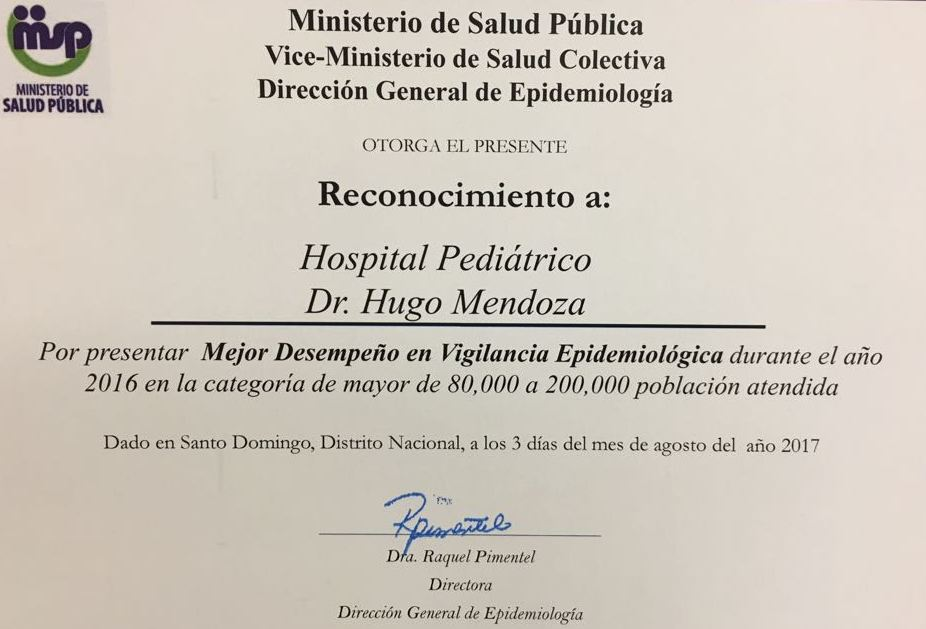 msp
MINISTERIO DE
SALUD PÚBLICA
Ministerio de Salud Pública
Vice-Ministerio de Salud Colectiva
Dirección General de Epidemiología
OTORGA EL PRESENTE
Reconocimiento a:
Hospital Pediátrico
Dr. Hugo Mendoza
Por presentar Mejor Desempeño en Vigilancia Epidemiológica durante el año
2016 en la categoría de mayor de 80,000 a 200,000 población atendida
Dado en Santo Domingo, Distrito Nacional, a los 3 días del mes de agosto del año 2017
RPimentel
Dra. Raquel Pimentel
Directora
Dirección General de Epidemiología